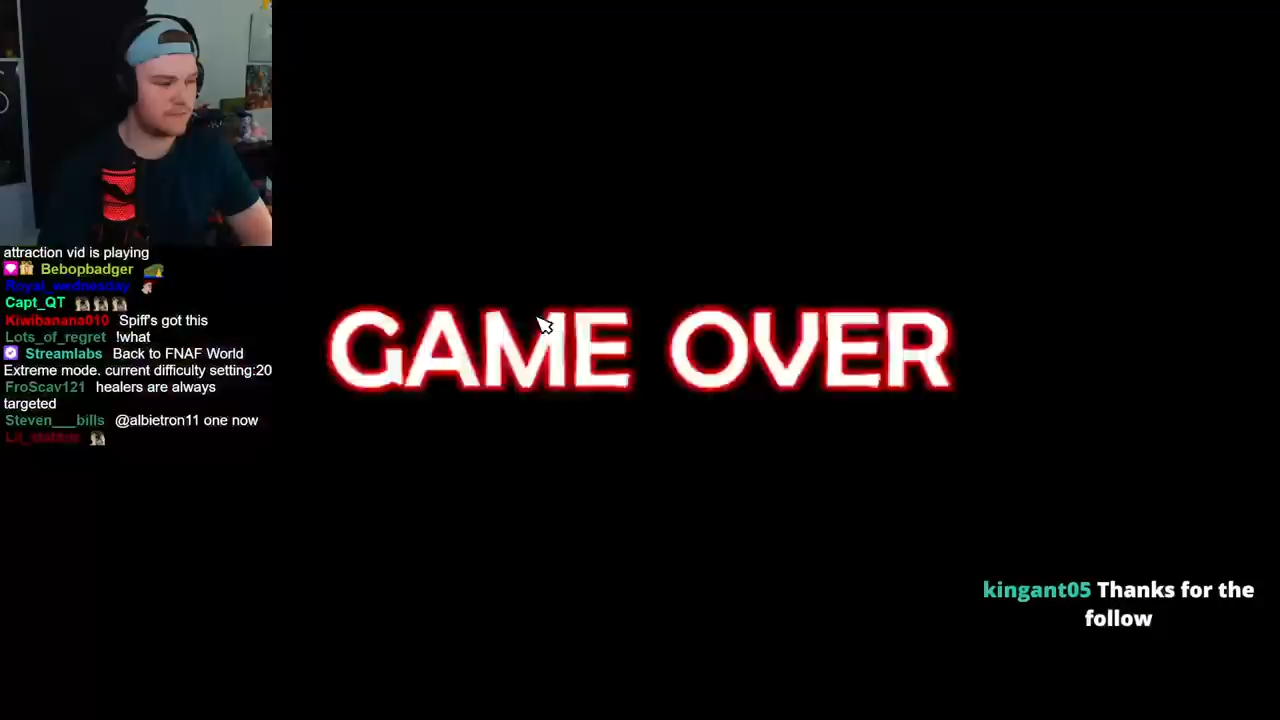 attraction vid is playing
Bebopbadger
Royal_wednesday
Capt_QT
Kiwibanana010 Spiff's got this
Lots_of_regret !what
Streamlabs Back to FNAF World
Extreme mode. current difficulty setting:20
FroScav121 healers are always
targeted
Steven___bills @albietron11 one now
GAME OVER
kingant05 Thanks for the
follow